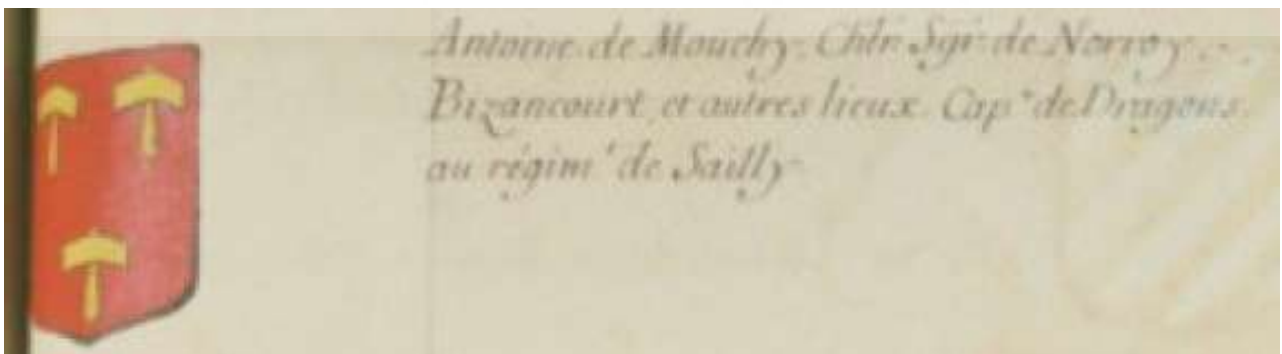 Antoine de Mouchy. Chlr. Sgr. de Norroy
Bizancourt et autres lieux. Cap.ne de Dragons
au régim.t de Sailly